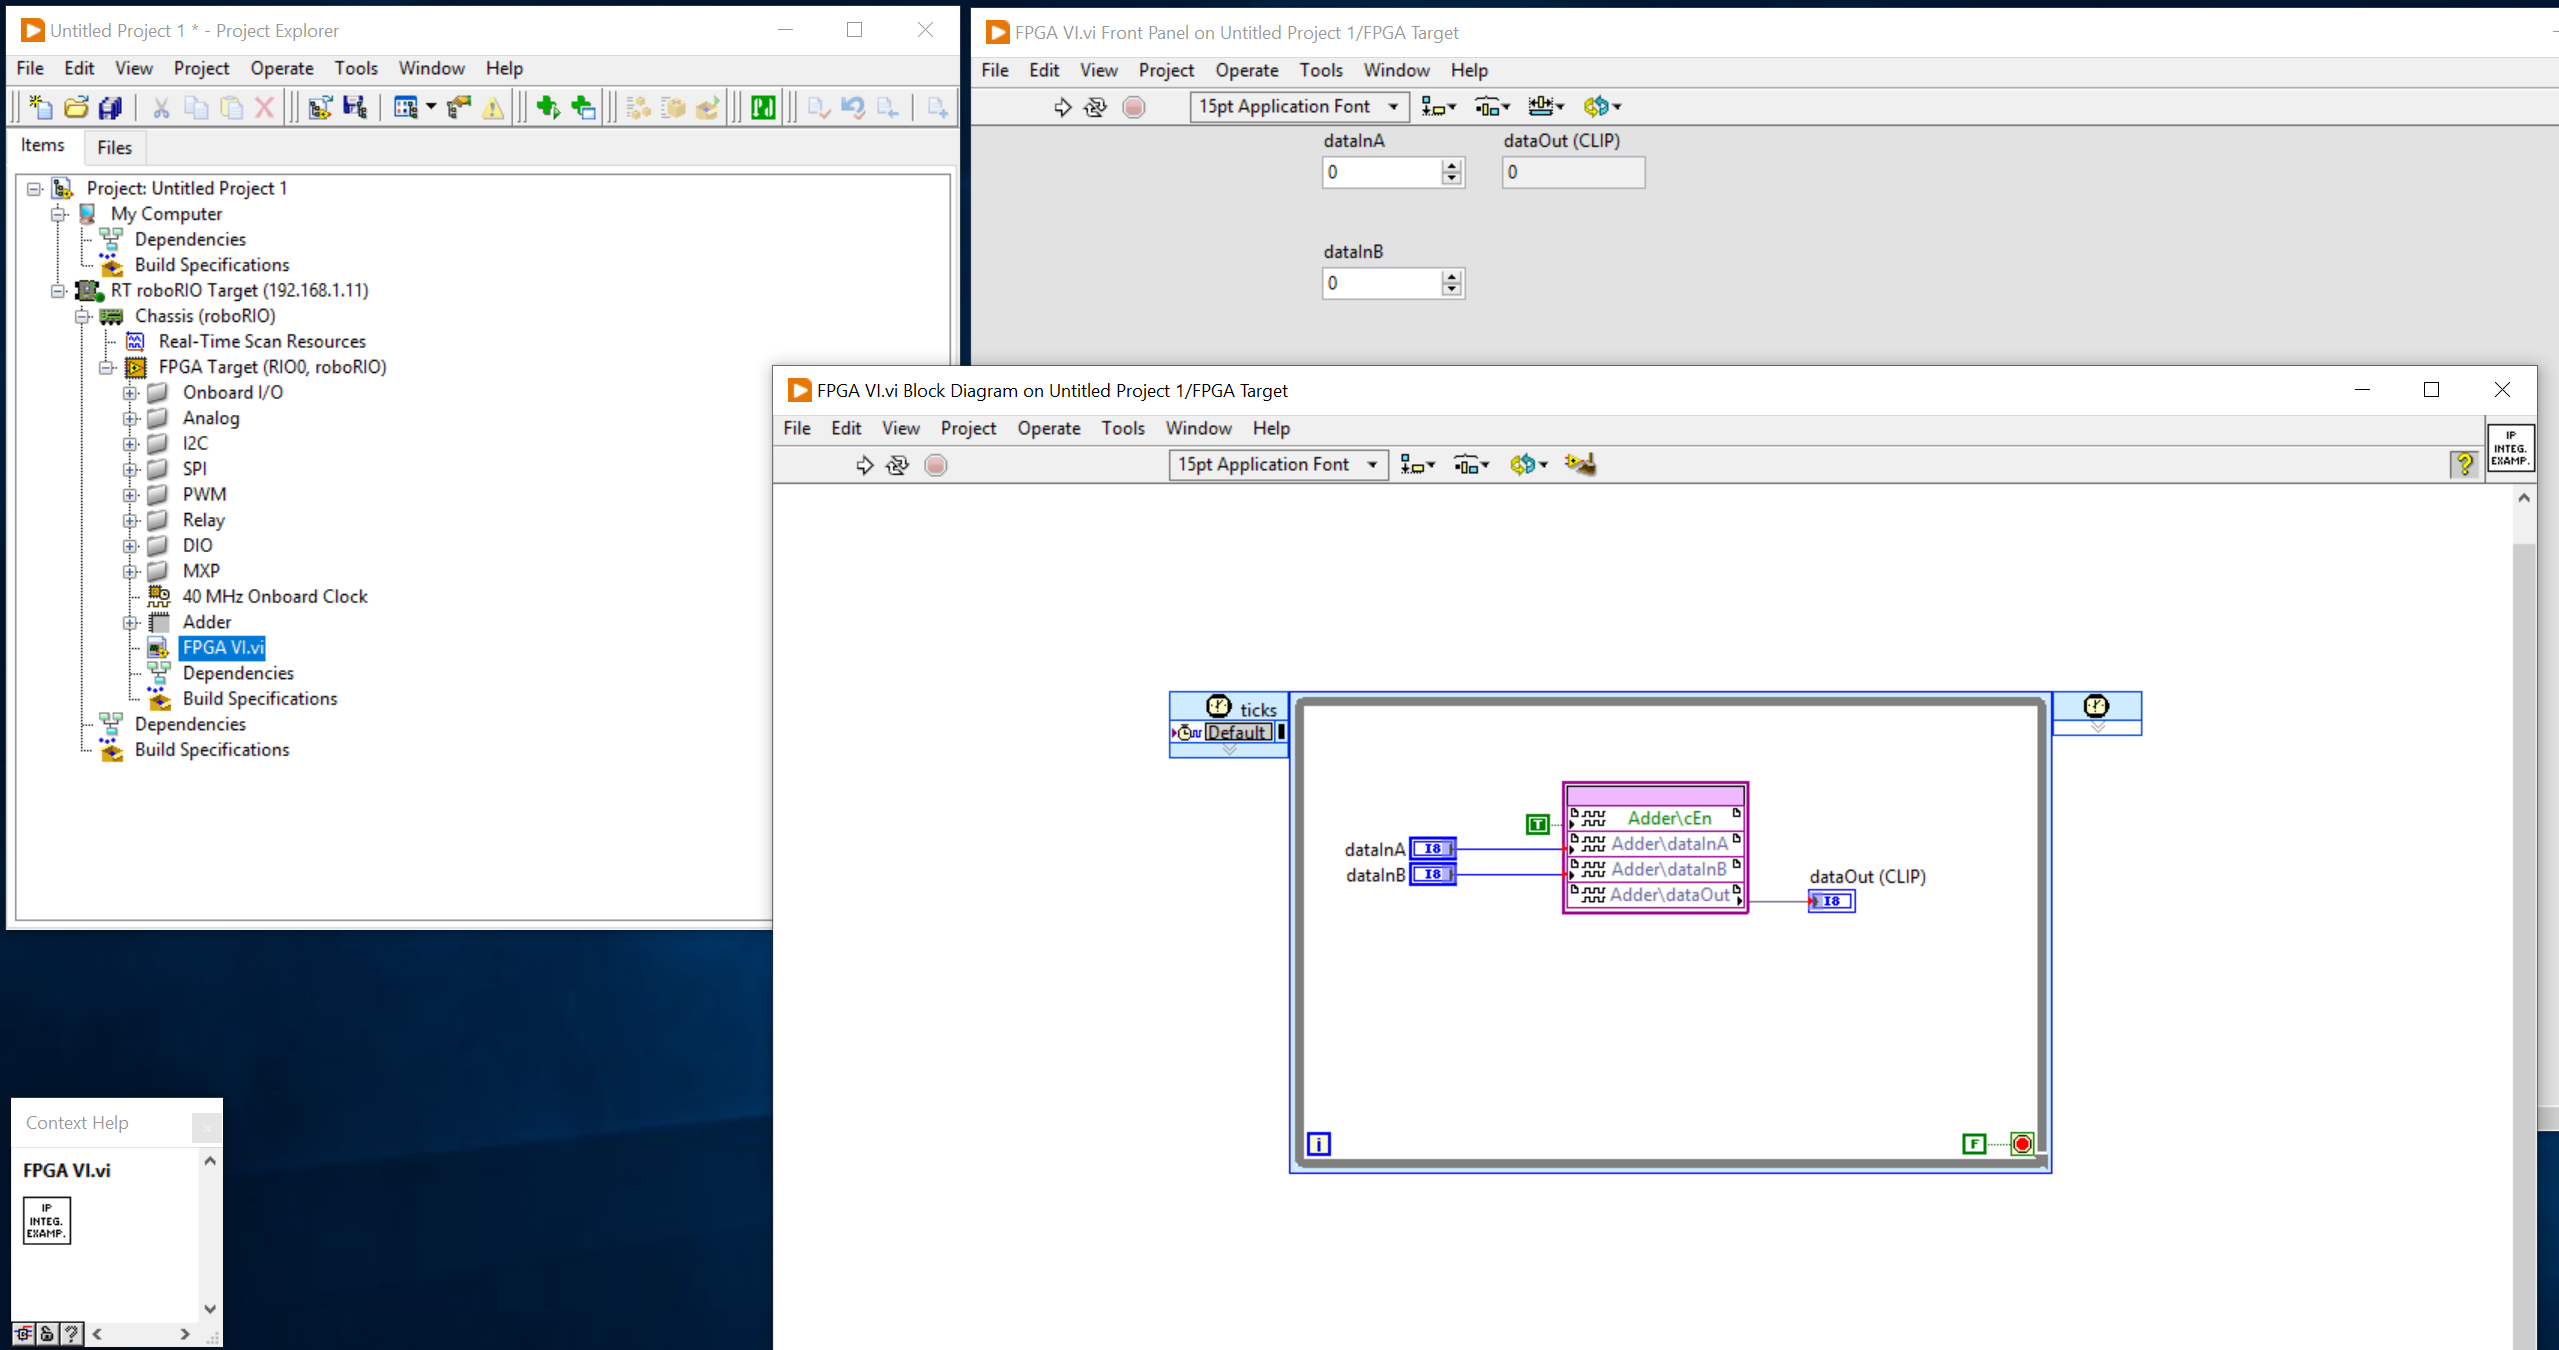 Untitled Project 1 * - Project Explorer
File Edit View Project Operate Tools Window Help
Items Files
Project: Untitled Project 1
My Computer
Dependencies
Build Specifications
RT roboRIO Target (192.168.1.11)
Chassis (roboRIO)
Real-Time Scan Resources
FPGA Target (RIO0, roboRIO)
Onboard I/O
Analog
I2C
SPI
PWM
Relay
DIO
MXP
40 MHz Onboard Clock
Adder
FPGA VI.vi
Dependencies
Build Specifications
Dependencies
Build Specifications
FPGA VI.vi Front Panel on Untitled Project 1/FPGA Target
File Edit View Project Operate Tools Window Help
15pt Application Font
dataInA dataOut (CLIP)
0 0
dataInB
0
FPGA VI.vi Block Diagram on Untitled Project 1/FPGA Target
File Edit View Project Operate Tools Window Help
15pt Application Font
?
IP
INTEG.
EXAMP.
ticks
Default
T Adder\cEn
dataInA I8 Adder\dataInA
dataInB I8 Adder\dataInB
Adder\dataOut
dataOut (CLIP)
I8
i F
Context Help
FPGA VI.vi
IP
INTEG.
EXAMP.
?